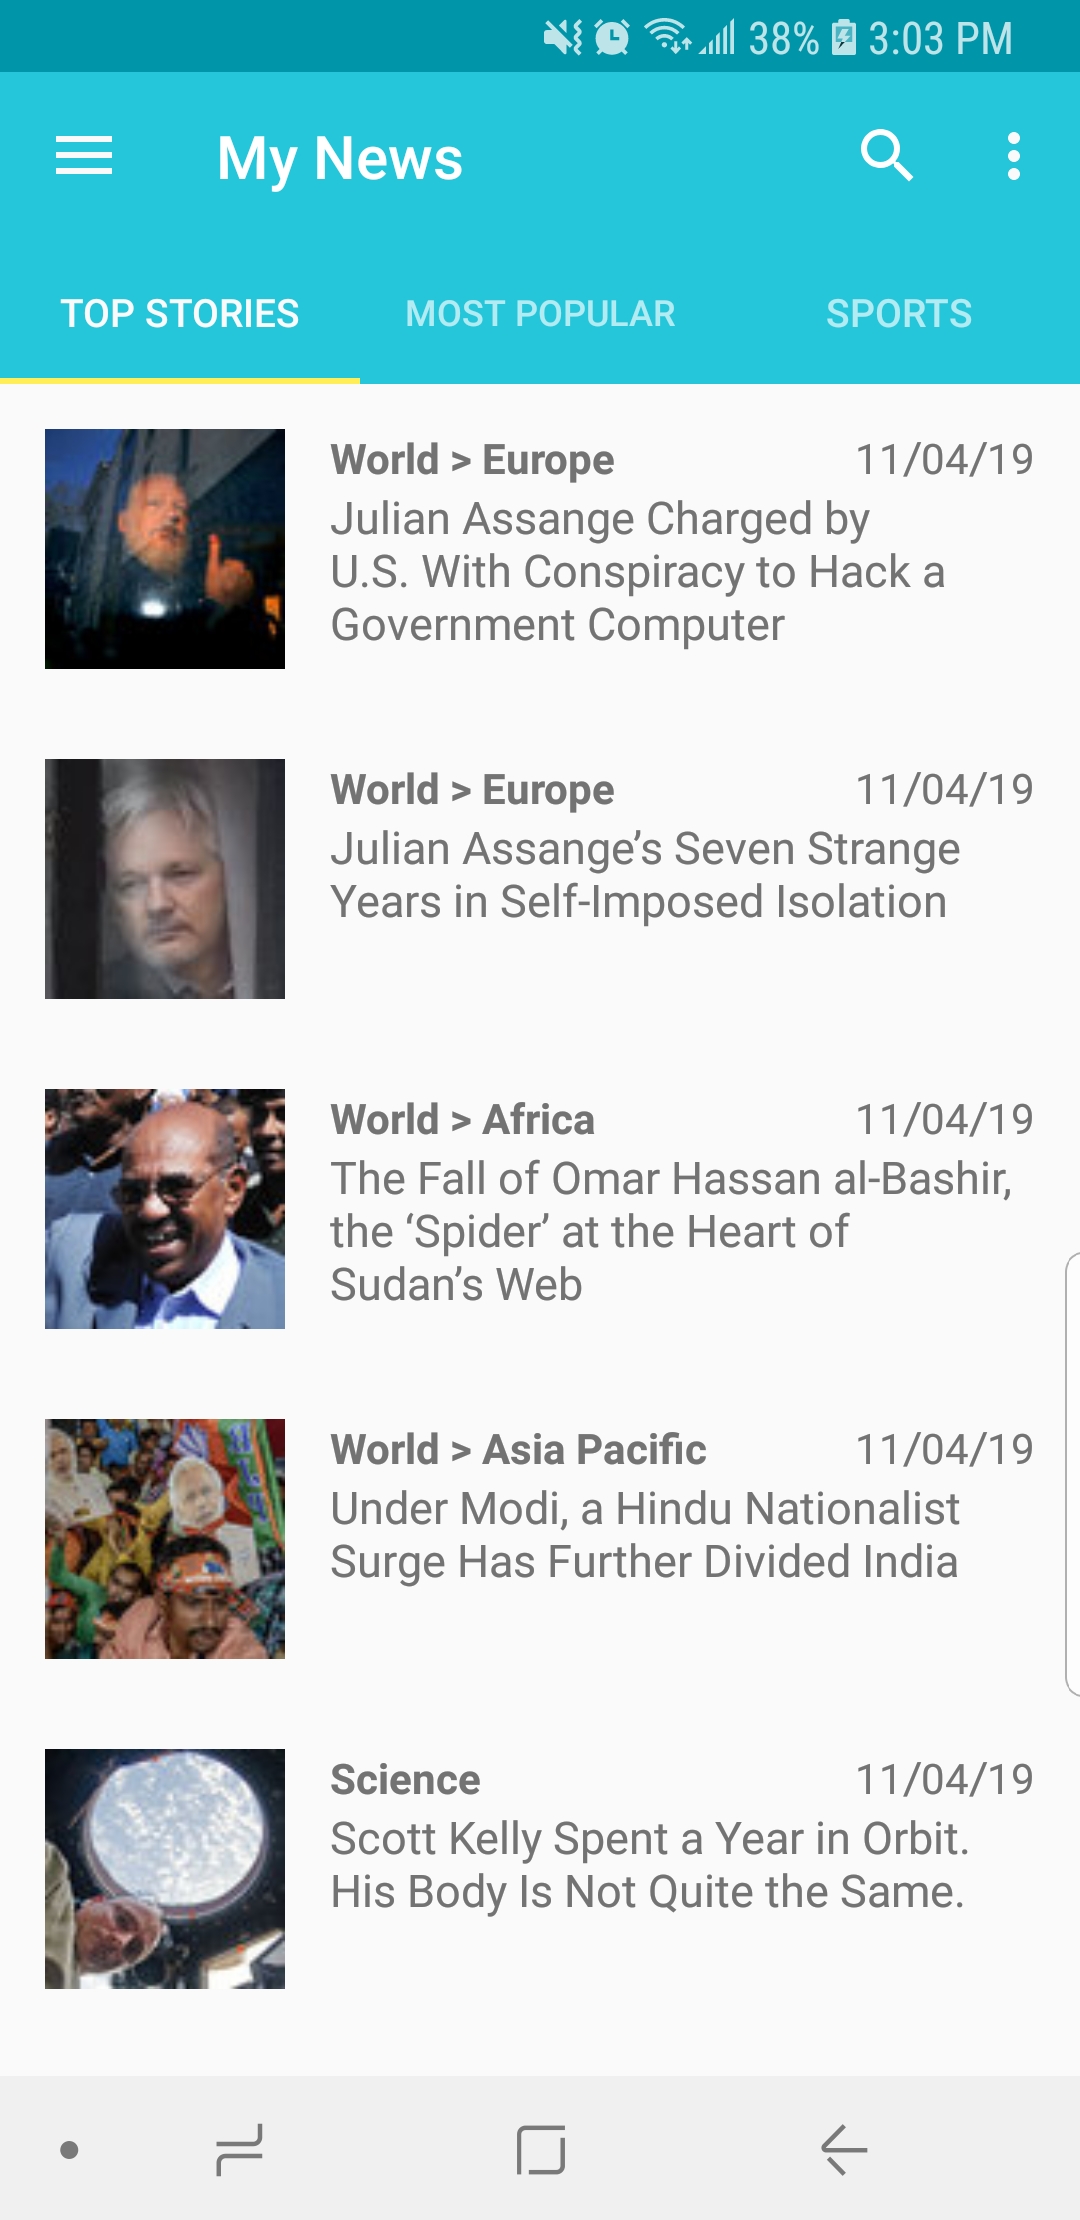 38% 3:03 PM
My News
TOP STORIES MOST POPULAR SPORTS
World > Europe 11/04/19
Julian Assange Charged by
U.S. With Conspiracy to Hack a
Government Computer
World > Europe 11/04/19
Julian Assange’s Seven Strange
Years in Self-Imposed Isolation
World > Africa 11/04/19
The Fall of Omar Hassan al-Bashir,
the ‘Spider’ at the Heart of
Sudan’s Web
World > Asia Pacific 11/04/19
Under Modi, a Hindu Nationalist
Surge Has Further Divided India
Science 11/04/19
Scott Kelly Spent a Year in Orbit.
His Body Is Not Quite the Same.